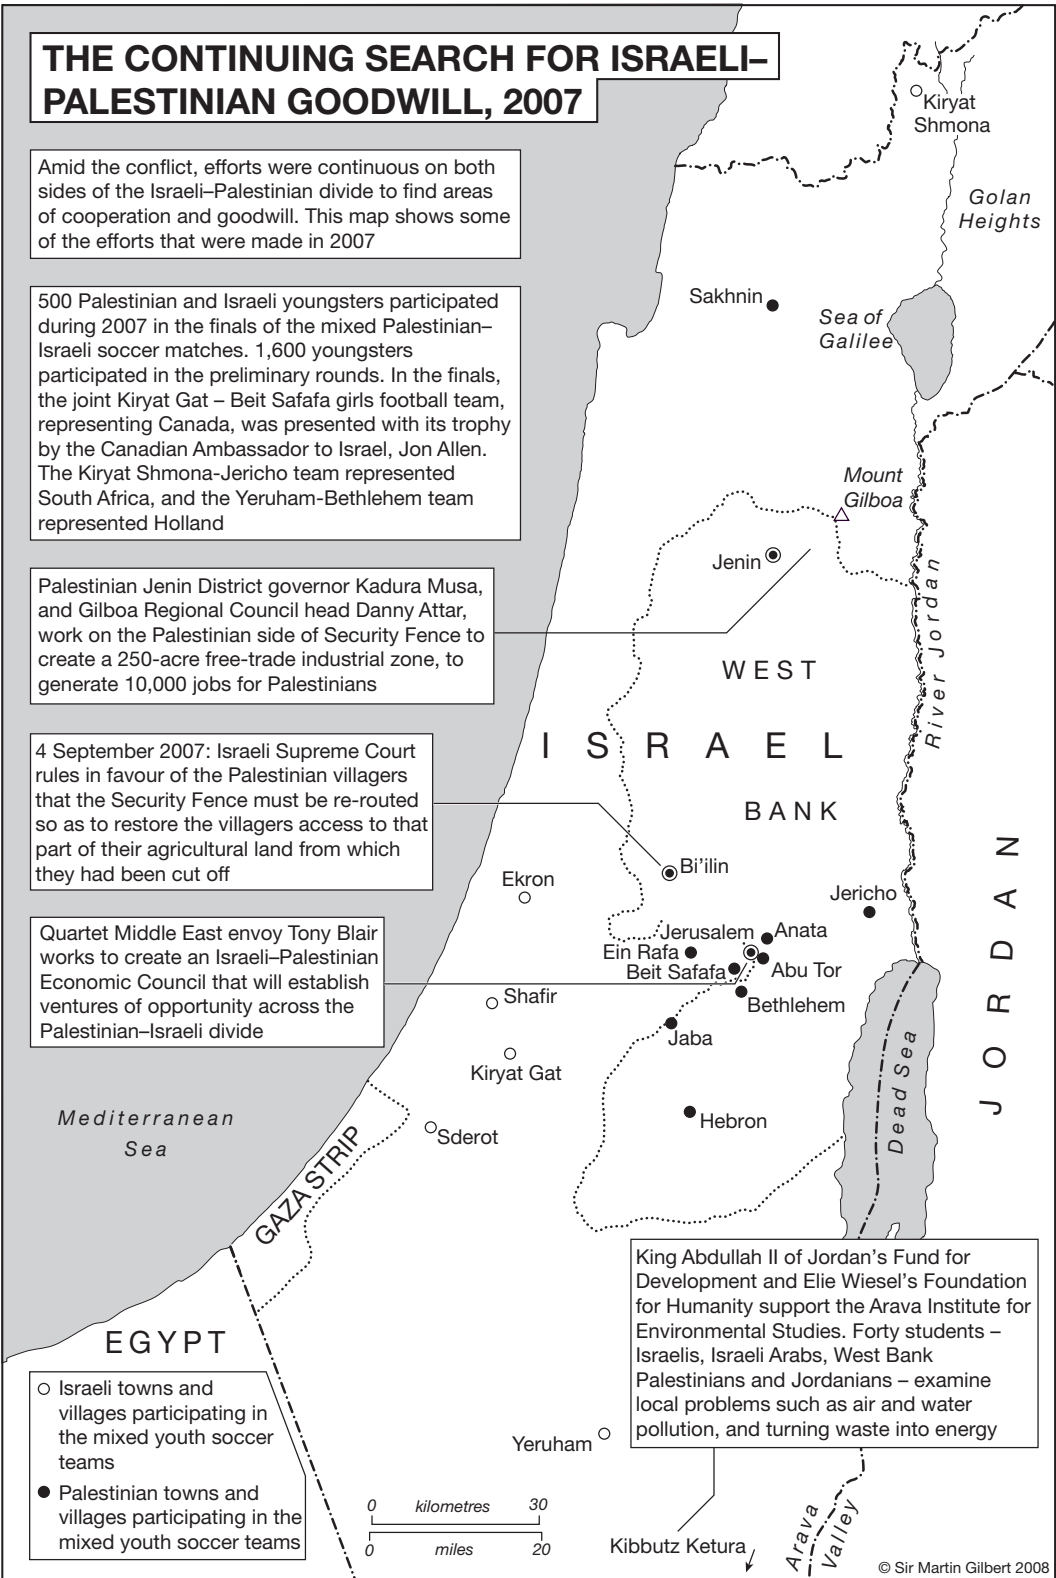 THE CONTINUING SEARCH FOR ISRAELI–
PALESTINIAN GOODWILL, 2007
Amid the conflict, efforts were continuous on both
sides of the Israeli–Palestinian divide to find areas
of cooperation and goodwill. This map shows some
of the efforts that were made in 2007
500 Palestinian and Israeli youngsters participated
during 2007 in the finals of the mixed Palestinian–
Israeli soccer matches. 1,600 youngsters
participated in the preliminary rounds. In the finals,
the joint Kiryat Gat – Beit Safafa girls football team,
representing Canada, was presented with its trophy
by the Canadian Ambassador to Israel, Jon Allen.
The Kiryat Shmona-Jericho team represented
South Africa, and the Yeruham-Bethlehem team
represented Holland
Palestinian Jenin District governor Kadura Musa,
and Gilboa Regional Council head Danny Attar,
work on the Palestinian side of Security Fence to
create a 250-acre free-trade industrial zone, to
generate 10,000 jobs for Palestinians
4 September 2007: Israeli Supreme Court
rules in favour of the Palestinian villagers
that the Security Fence must be re-routed
so as to restore the villagers access to that
part of their agricultural land from which
they had been cut off
Quartet Middle East envoy Tony Blair
works to create an Israeli–Palestinian
Economic Council that will establish
ventures of opportunity across the
Palestinian–Israeli divide
Kiryat
Shmona
Golan
Heights
Sakhnin
Sea of
Galilee
Mount
Gilboa
Jenin
River Jordan
WEST
ISRAEL
BANK
JORDAN
Bi'ilin
Ekron
Jericho
Jerusalem
Anata
Ein Rafa
Beit Safafa
Abu Tor
Shafir
Bethlehem
Jaba
Kiryat Gat
Dead Sea
Mediterranean
Sea
Sderot
Hebron
GAZA STRIP
King Abdullah II of Jordan's Fund for
Development and Elie Wiesel's Foundation
for Humanity support the Arava Institute for
Environmental Studies. Forty students –
Israelis, Israeli Arabs, West Bank
Palestinians and Jordanians – examine
local problems such as air and water
pollution, and turning waste into energy
EGYPT
Israeli towns and
villages participating in
the mixed youth soccer
teams
Palestinian towns and
villages participating in the
mixed youth soccer teams
Yeruham
0 kilometres 30
0 miles 20
Kibbutz Ketura
Arava
Valley
© Sir Martin Gilbert 2008